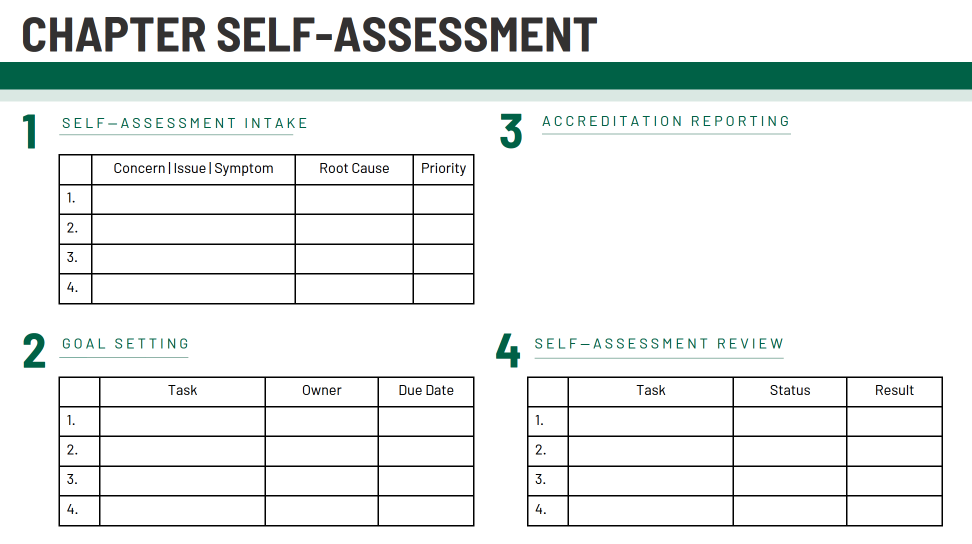 CHAPTER SELF-ASSESSMENT
1 SELF–ASSESSMENT INTAKE
Concern | Issue | Symptom Root Cause Priority
1.
2.
3.
4.
2 GOAL SETTING
Task Owner Due Date
1.
2.
3.
4.
3 ACCREDITATION REPORTING
4 SELF–ASSESSMENT REVIEW
Task Status Result
1.
2.
3.
4.